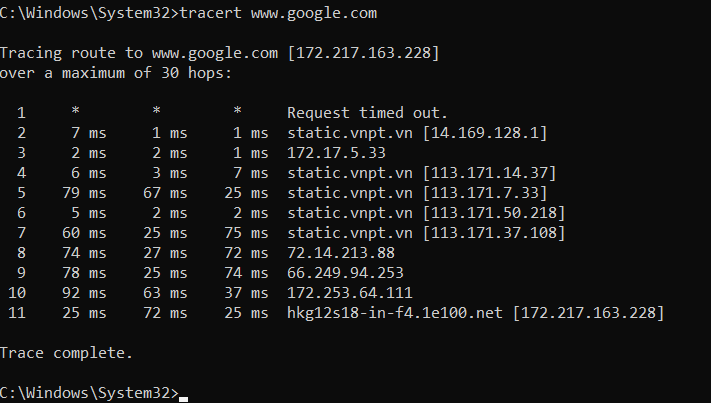 C:\Windows\System32>tracert www.google.com
Tracing route to www.google.com [172.217.163.228]
over a maximum of 30 hops:
1 * * * Request timed out.
2 7 ms 1 ms 1 ms static.vnpt.vn [14.169.128.1]
3 2 ms 2 ms 1 ms 172.17.5.33
4 6 ms 3 ms 7 ms static.vnpt.vn [113.171.14.37]
5 79 ms 67 ms 25 ms static.vnpt.vn [113.171.7.33]
6 5 ms 2 ms 2 ms static.vnpt.vn [113.171.50.218]
7 60 ms 25 ms 75 ms static.vnpt.vn [113.171.37.108]
8 74 ms 27 ms 72 ms 72.14.213.88
9 78 ms 25 ms 74 ms 66.249.94.253
10 92 ms 63 ms 37 ms 172.253.64.111
11 25 ms 72 ms 25 ms hkg12s18-in-f4.1e100.net [172.217.163.228]
Trace complete.
C:\Windows\System32>